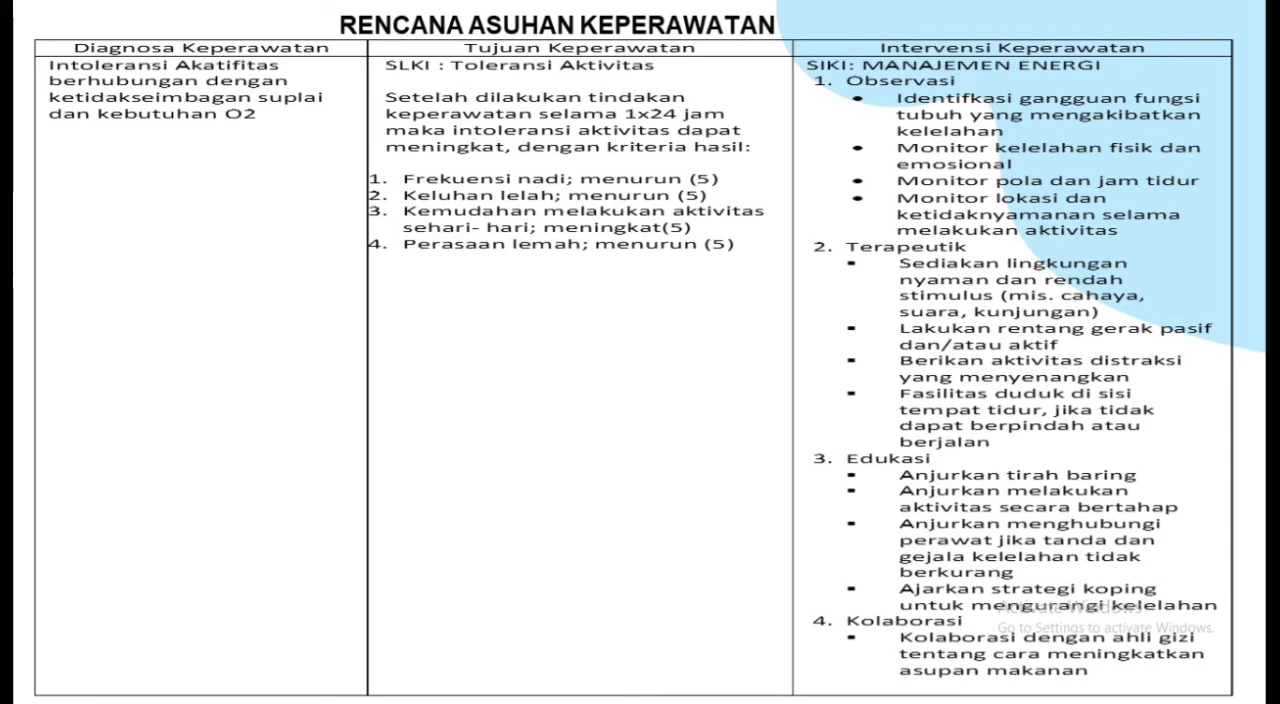 RENCANA ASUHAN KEPERAWATAN
Diagnosa Keperawatan
Tujuan Keperawatan
Intervensi Keperawatan
Intoleransi Akatifitas
berhubungan dengan
ketidakseimbagan suplai
dan kebutuhan O2
SLKI : Toleransi Aktivitas
Setelah dilakukan tindakan
keperawatan selama 1x24 jam
maka intoleransi aktivitas dapat
meningkat, dengan kriteria hasil:
1. Frekuensi nadi; menurun (5)
2. Keluhan lelah; menurun (5)
3. Kemudahan melakukan aktivitas
sehari- hari; meningkat(5)
4. Perasaan lemah; menurun (5)
SIKI: MANAJEMEN ENERGI
1. Observasi
• Identifkasi gangguan fungsi
tubuh yang mengakibatkan
kelelahan
• Monitor kelelahan fisik dan
emosional
• Monitor pola dan jam tidur
• Monitor lokasi dan
ketidaknyamanan selama
melakukan aktivitas
2. Terapeutik
▪ Sediakan lingkungan
nyaman dan rendah
stimulus (mis. cahaya,
suara, kunjungan)
▪ Lakukan rentang gerak pasif
dan/atau aktif
▪ Berikan aktivitas distraksi
yang menyenangkan
▪ Fasilitas duduk di sisi
tempat tidur, jika tidak
dapat berpindah atau
berjalan
3. Edukasi
▪ Anjurkan tirah baring
▪ Anjurkan melakukan
aktivitas secara bertahap
▪ Anjurkan menghubungi
perawat jika tanda dan
gejala kelelahan tidak
berkurang
▪ Ajarkan strategi koping
untuk mengurangi kelelahan
4. Kolaborasi
▪ Kolaborasi dengan ahli gizi
tentang cara meningkatkan
asupan makanan
Activate Windows
Go to Settings to activate Windows.